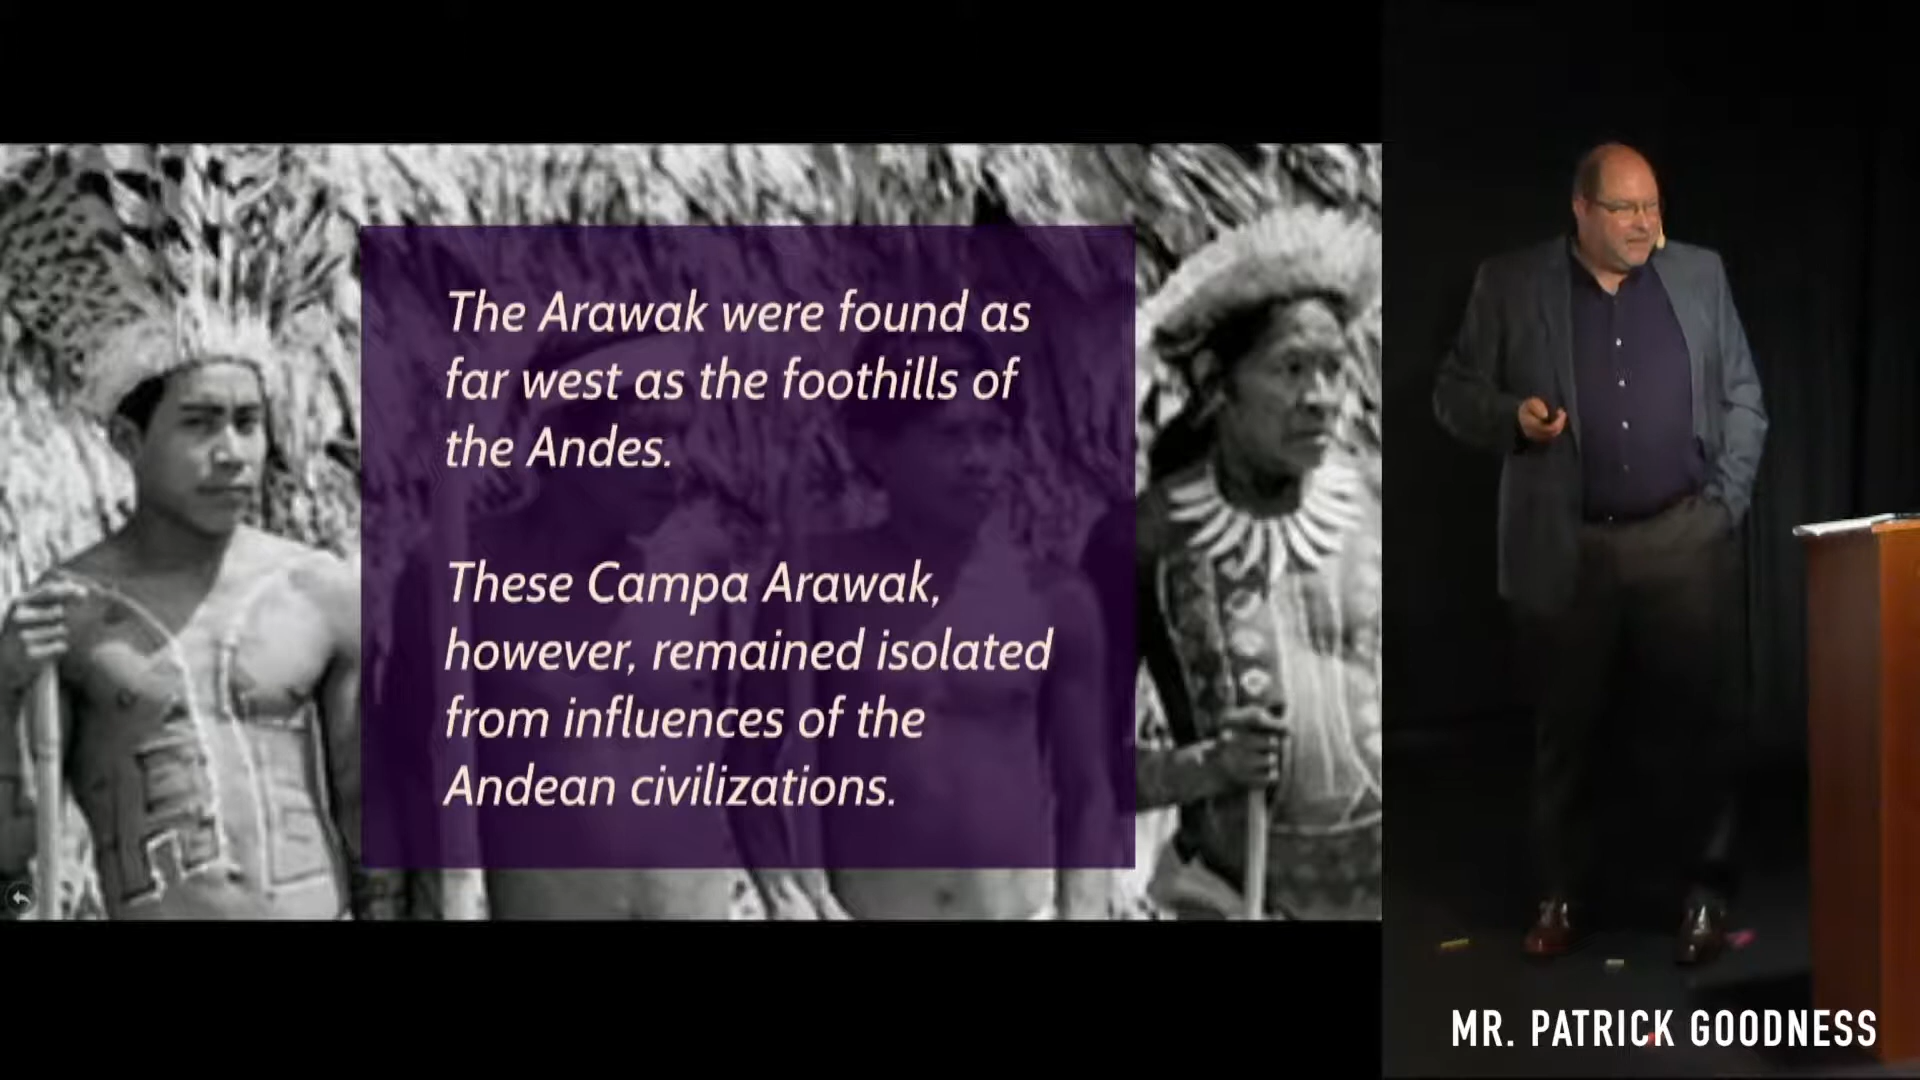 The Arawak were found as
far west as the foothills of
the Andes.
These Campa Arawak,
however, remained isolated
from influences of the
Andean civilizations.
MR. PATRICK GOODNESS